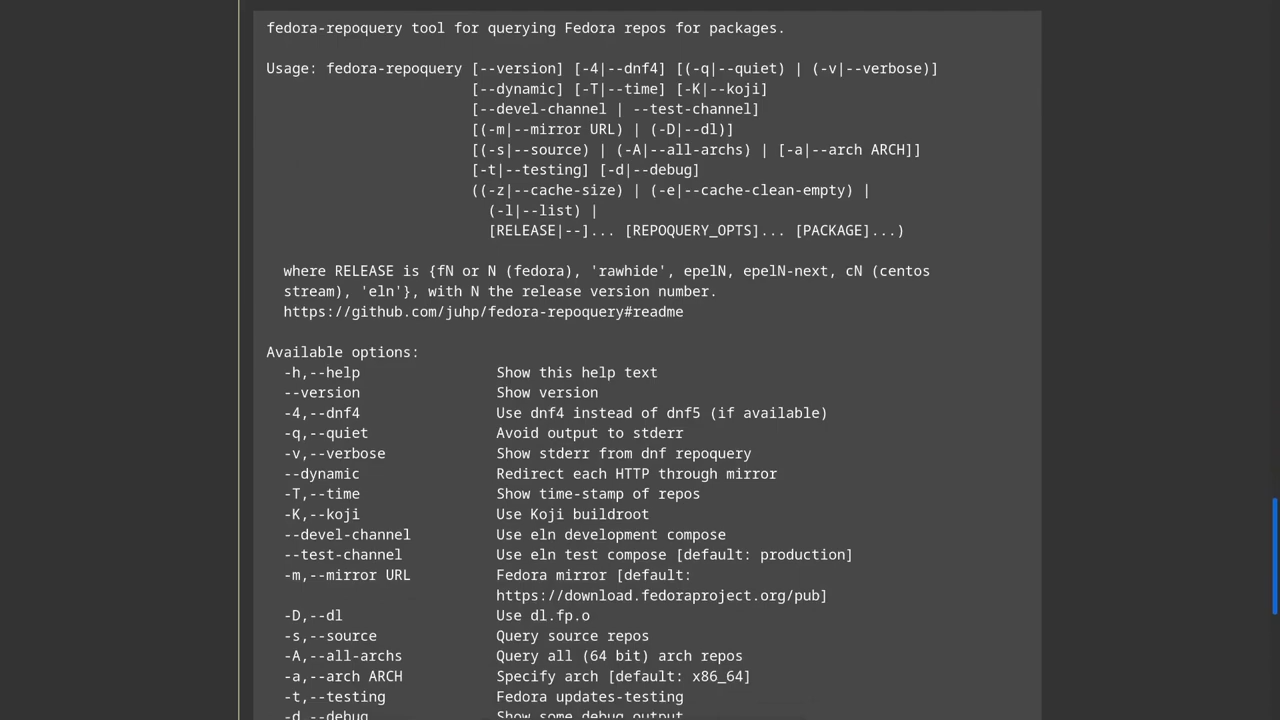 fedora-repoquery tool for querying Fedora repos for packages.
Usage: fedora-repoquery [--version] [-4|--dnf4] [(-q|--quiet) | (-v|--verbose)]
[--dynamic] [-T|--time] [-K|--koji]
[--devel-channel | --test-channel]
[(-m|--mirror URL) | (-D|--dl)]
[(-s|--source) | (-A|--all-archs) | [-a|--arch ARCH]]
[-t|--testing] [-d|--debug]
((-z|--cache-size) | (-e|--cache-clean-empty) |
(-l|--list) |
[RELEASE|--]... [REPOQUERY_OPTS]... [PACKAGE]...)
where RELEASE is {fN or N (fedora), 'rawhide', epelN, epelN-next, cN (centos
stream), 'eln'}, with N the release version number.
https://github.com/juhp/fedora-repoquery#readme
Available options:
-h,--help Show this help text
--version Show version
-4,--dnf4 Use dnf4 instead of dnf5 (if available)
-q,--quiet Avoid output to stderr
-v,--verbose Show stderr from dnf repoquery
--dynamic Redirect each HTTP through mirror
-T,--time Show time-stamp of repos
-K,--koji Use Koji buildroot
--devel-channel Use eln development compose
--test-channel Use eln test compose [default: production]
-m,--mirror URL Fedora mirror [default:
https://download.fedoraproject.org/pub]
-D,--dl Use dl.fp.o
-s,--source Query source repos
-A,--all-archs Query all (64 bit) arch repos
-a,--arch ARCH Specify arch [default: x86_64]
-t,--testing Fedora updates-testing
-d,--debug Show some debug output